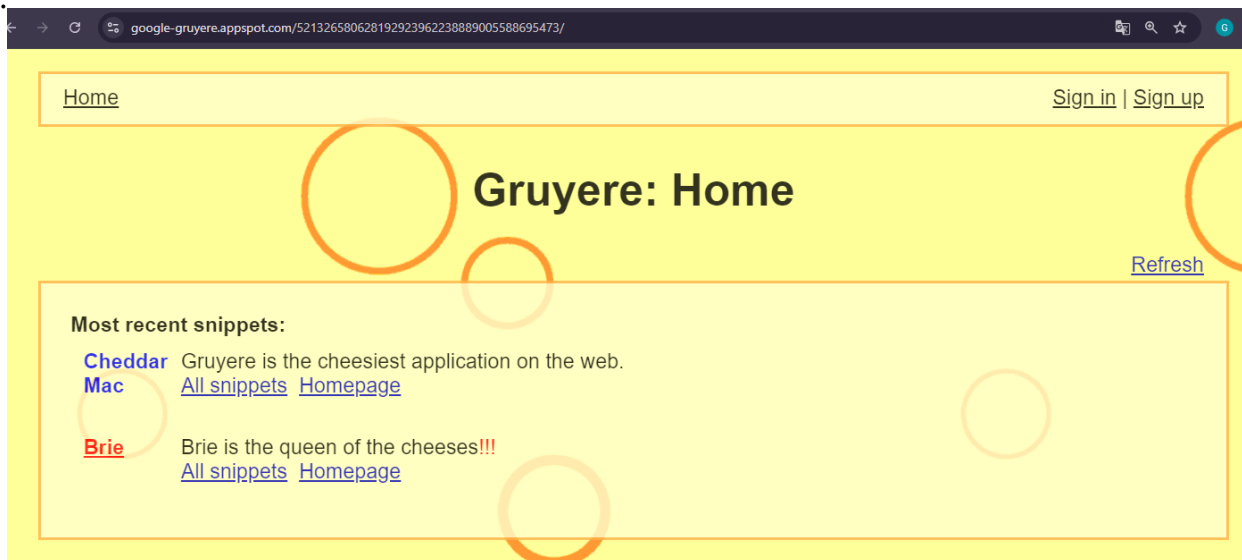 google-gruyere.appspot.com/521326580628192923962238889005588695473/
G
Home
Sign in | Sign up
Gruyere: Home
Refresh
Most recent snippets:
Cheddar Gruyere is the cheesiest application on the web.
Mac All snippets Homepage
Brie Brie is the queen of the cheeses!!!
All snippets Homepage